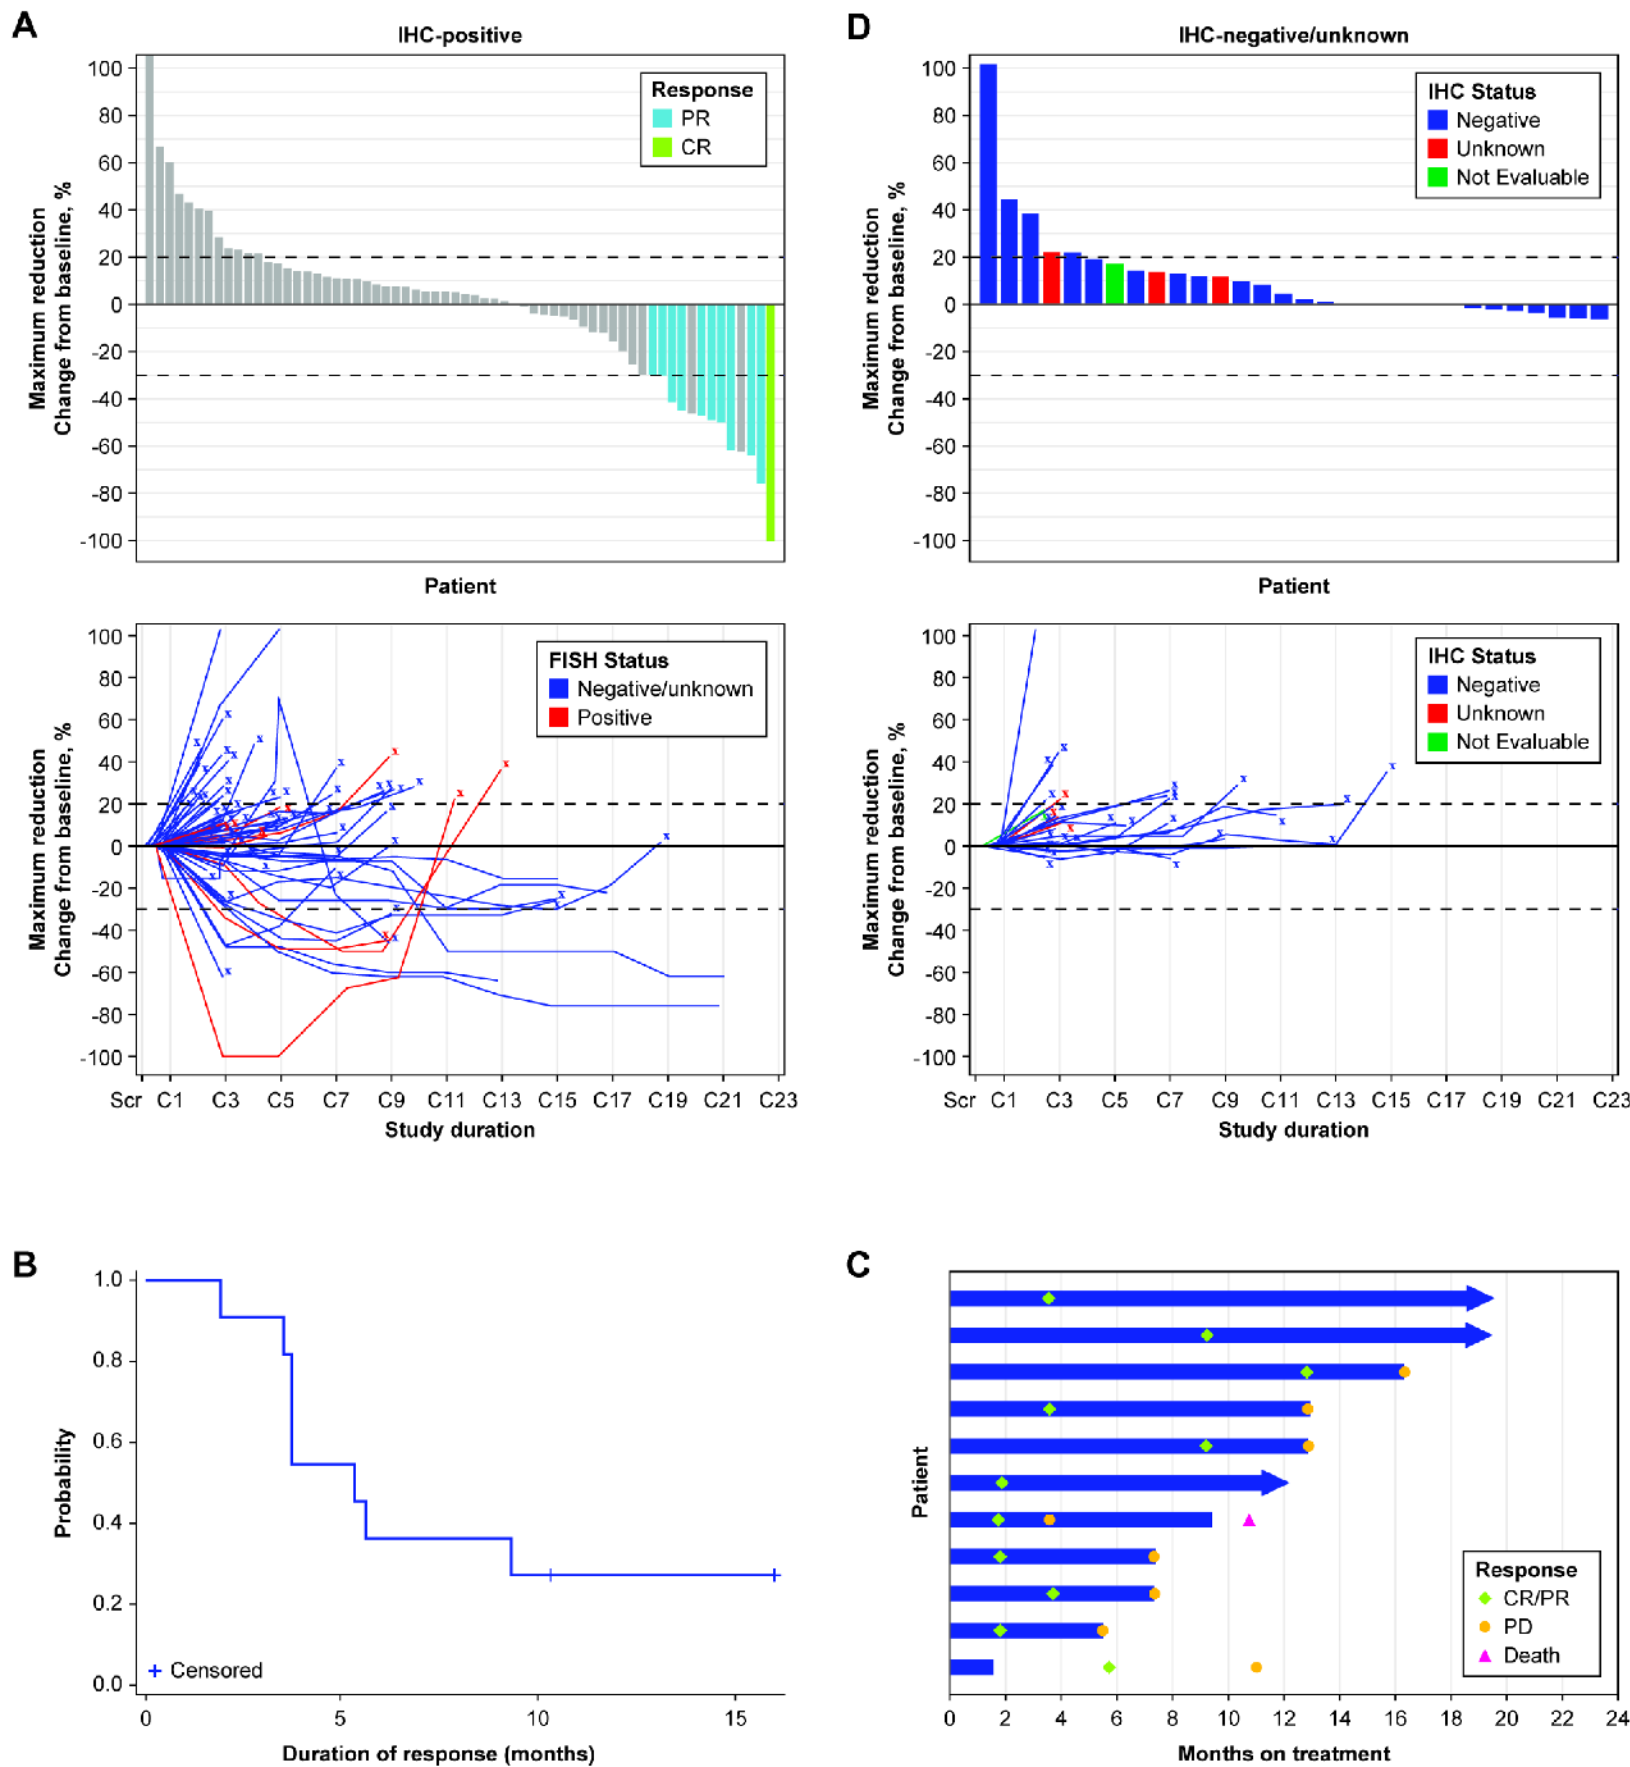 A
IHC-positive
Maximum reduction
Change from baseline, %
100
80
60
40
20
0
-20
-40
-60
-80
-100
Response
PR
CR
Patient
D
IHC-negative/unknown
Maximum reduction
Change from baseline, %
100
80
60
40
20
0
-20
-40
-60
-80
-100
IHC Status
Negative
Unknown
Not Evaluable
Patient
Maximum reduction
Change from baseline, %
100
80
60
40
20
0
-20
-40
-60
-80
-100
FISH Status
Negative/unknown
Positive
Scr C1 C3 C5 C7 C9 C11 C13 C15 C17 C19 C21 C23
Study duration
Maximum reduction
Change from baseline, %
100
80
60
40
20
0
-20
-40
-60
-80
-100
IHC Status
Negative
Unknown
Not Evaluable
Scr C1 C3 C5 C7 C9 C11 C13 C15 C17 C19 C21 C23
Study duration
B
Probability
1.0
0.8
0.6
0.4
0.2
0.0
+ Censored
0 5 10 15
Duration of response (months)
C
Patient
Response
CR/PR
PD
Death
0 2 4 6 8 10 12 14 16 18 20 22 24
Months on treatment